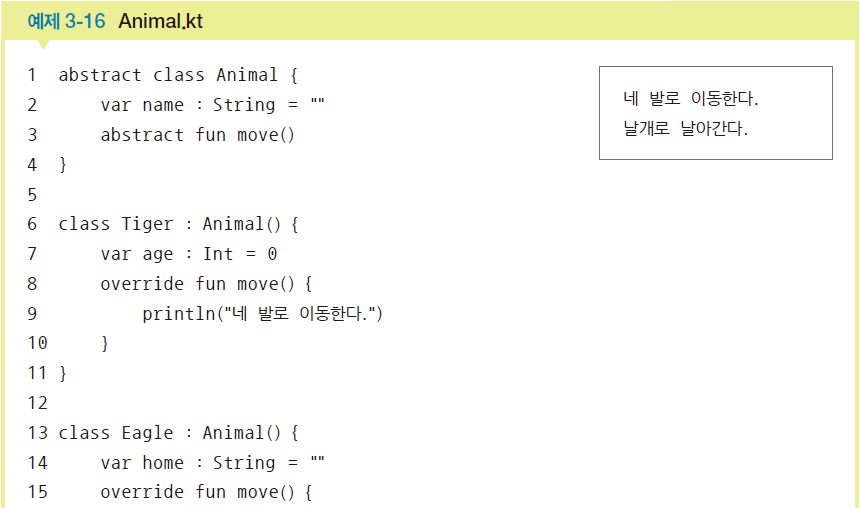 예제 3-16 Animal.kt
1 abstract class Animal {
2 var name : String = ""
3 abstract fun move()
4 }
5
6 class Tiger : Animal() {
7 var age : Int = 0
8 override fun move() {
9 println("네 발로 이동한다.")
10 }
11 }
12
13 class Eagle : Animal() {
14 var home : String = ""
15 override fun move() {
네 발로 이동한다.
날개로 날아간다.